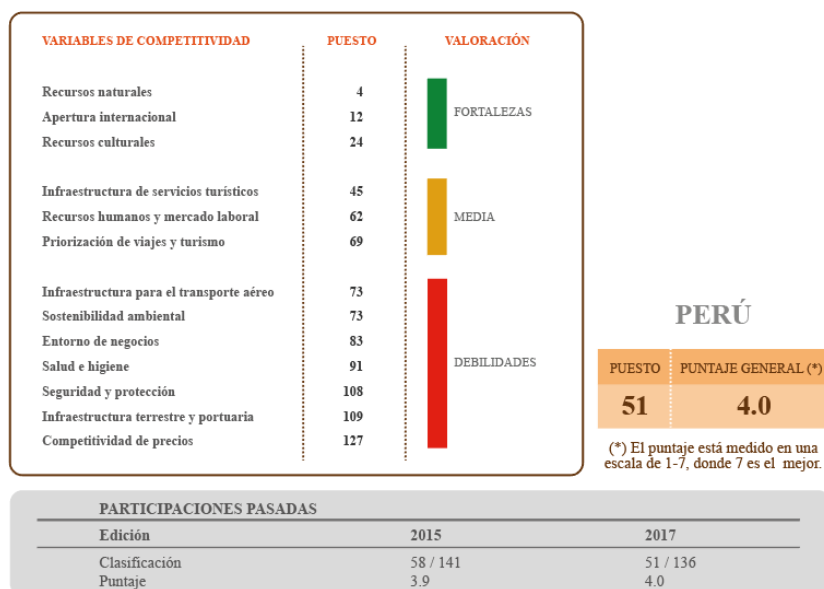 VARIABLES DE COMPETITIVIDAD PUESTO VALORACIÓN
Recursos naturales 4
Apertura internacional 12
Recursos culturales 24
FORTALEZAS
Infraestructura de servicios turísticos 45
Recursos humanos y mercado laboral 62
Priorización de viajes y turismo 69
MEDIA
Infraestructura para el transporte aéreo 73
Sostenibilidad ambiental 73
Entorno de negocios 83
Salud e higiene 91
Seguridad y protección 108
Infraestructura terrestre y portuaria 109
Competitividad de precios 127
DEBILIDADES
PERÚ
PUESTO PUNTAJE GENERAL (*)
51 4.0
(*) El puntaje está medido en una
escala de 1-7, donde 7 es el mejor.
PARTICIPACIONES PASADAS
Edición 2015 2017
Clasificación 58 / 141 51 / 136
Puntaje 3.9 4.0